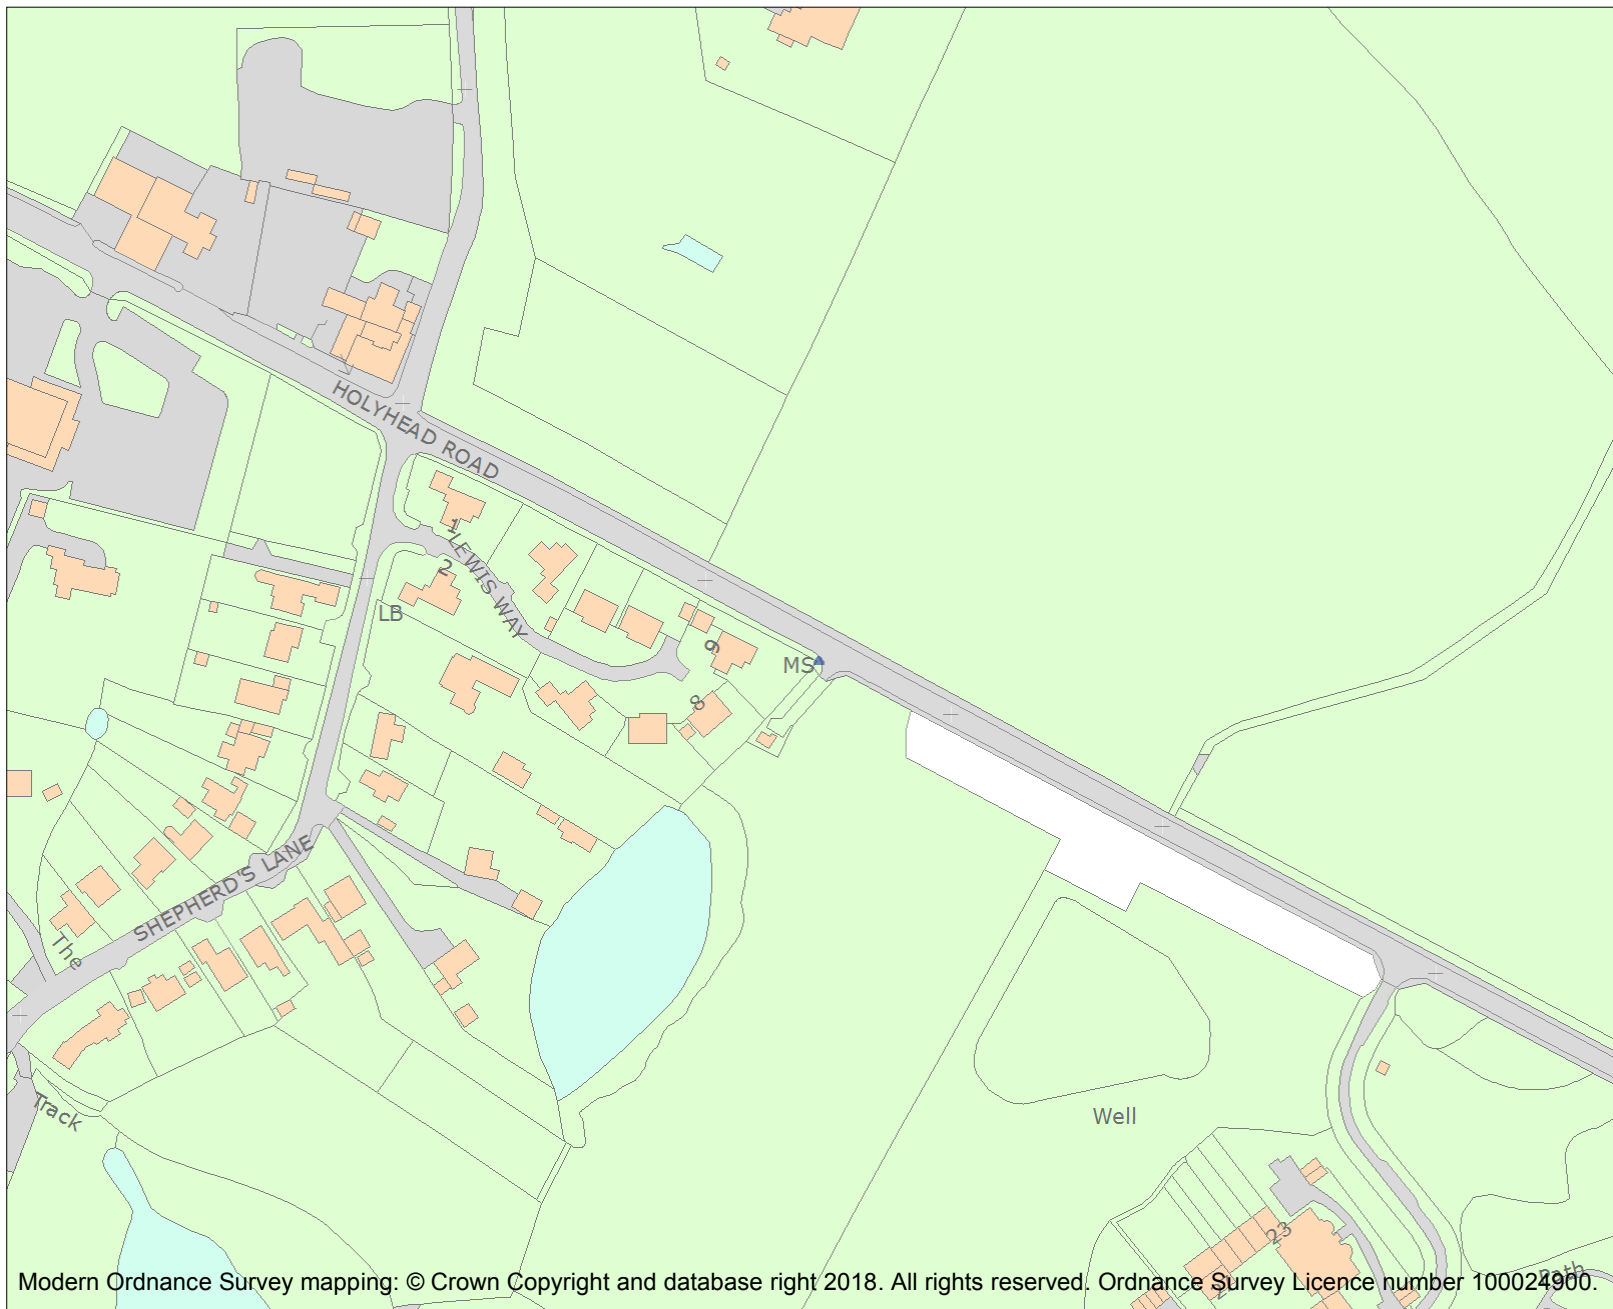 HOLYHEAD ROAD
1
LEWIS WAY
2
LB
9
MS
8
SHEPHERD'S LANE
The
Track
Well
23
Path
Modern Ordnance Survey mapping: © Crown Copyright and database right 2018. All rights reserved. Ordnance Survey Licence number 100024900.